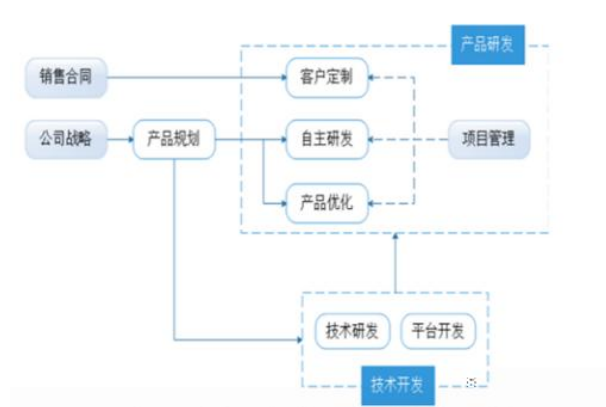 产品研发
销售合同
客户定制
公司战略
产品规划
自主研发
项目管理
产品优化
技术研发
平台开发
技术开发